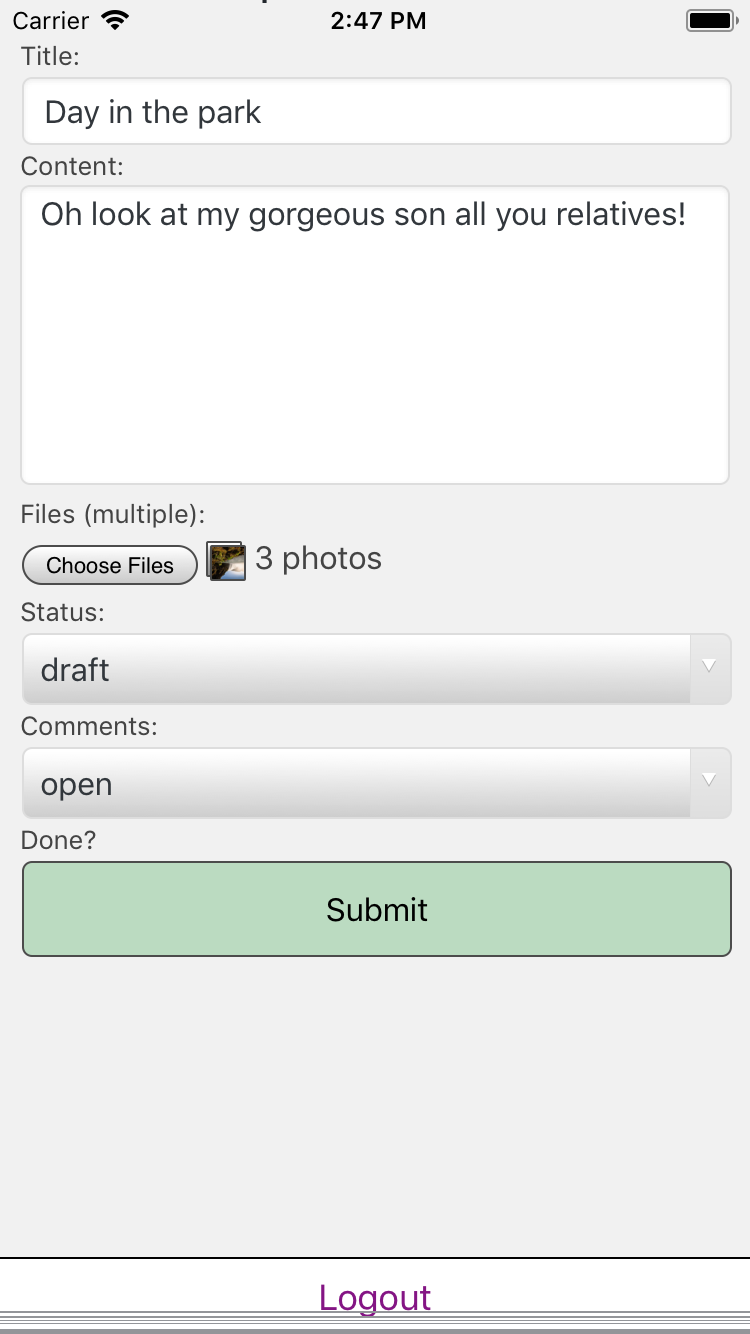 Carrier 2:47 PM
Title:
Day in the park
Content:
Oh look at my gorgeous son all you relatives!
Files (multiple):
Choose Files 3 photos
Status:
draft
Comments:
open
Done?
Submit
Logout